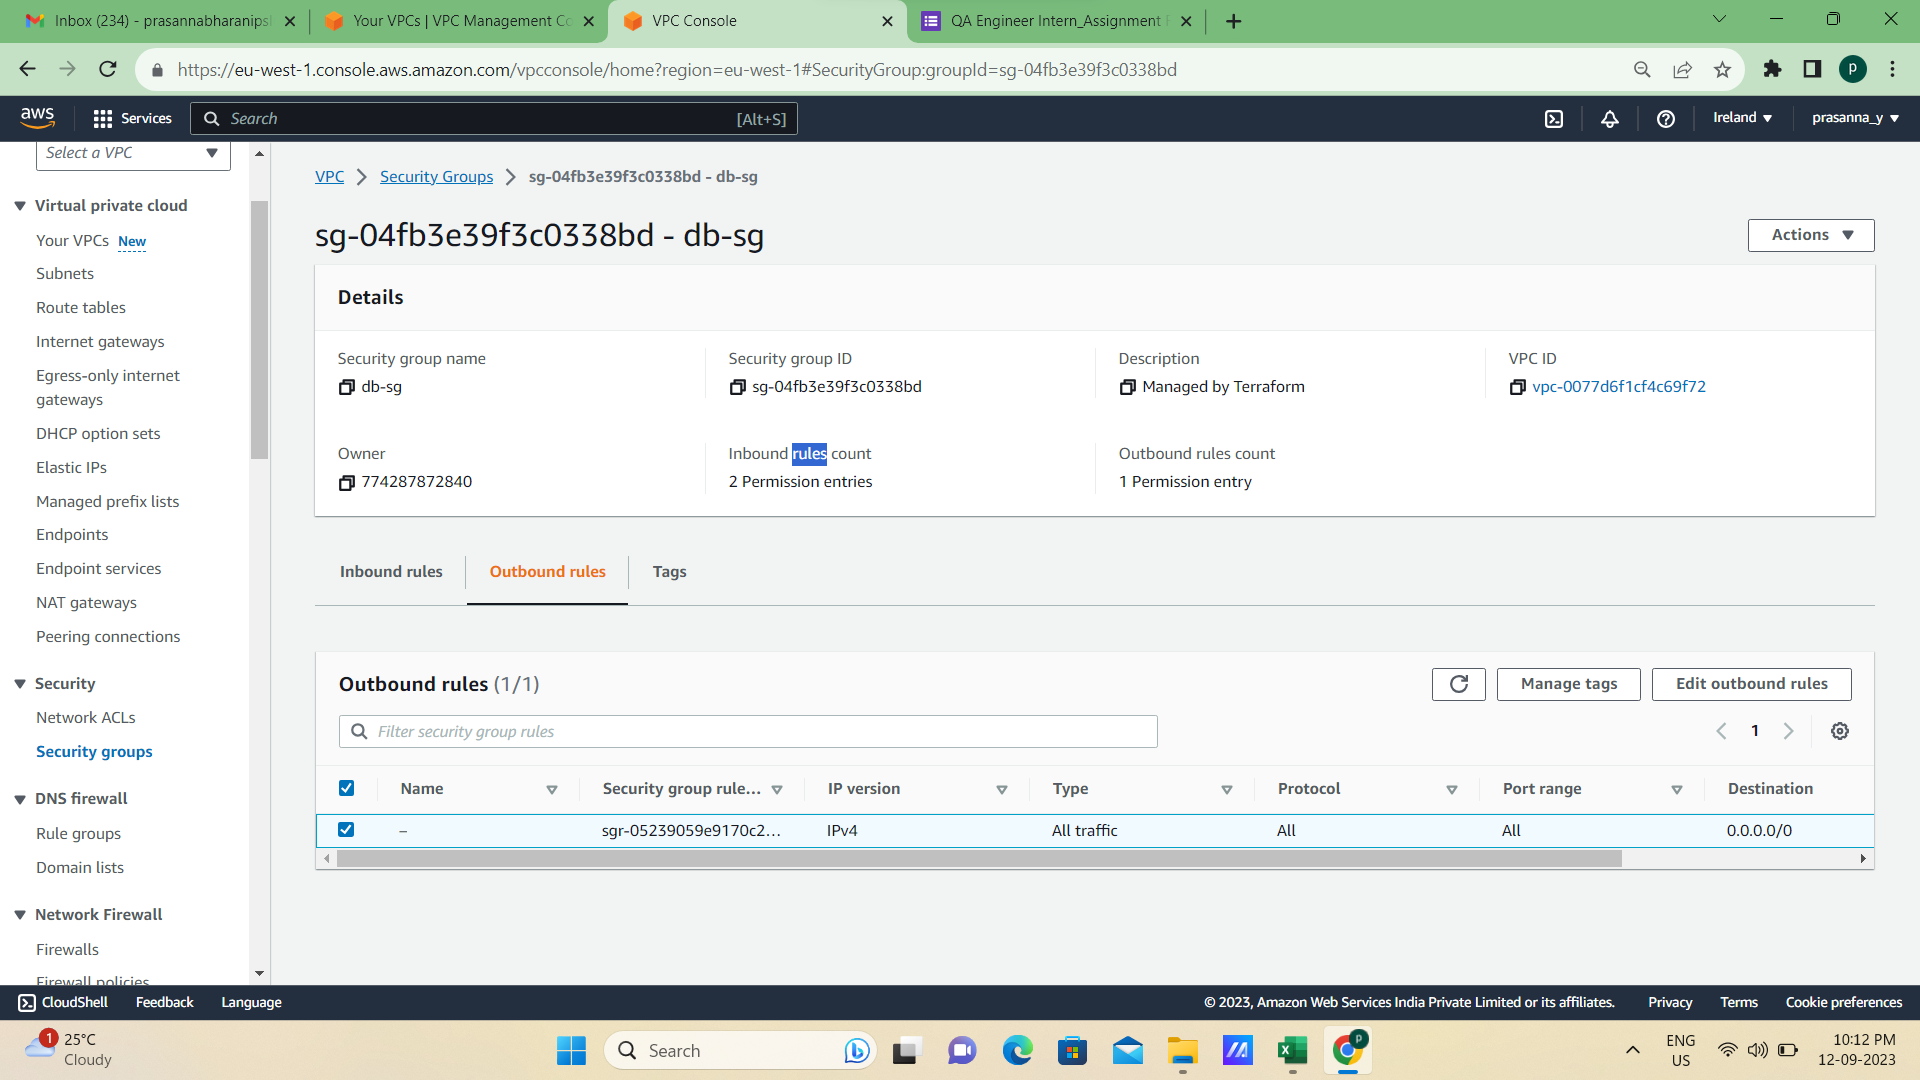 Inbox (234) - prasannabharanips
Your VPCs | VPC Management Co
VPC Console
QA Engineer Intern_Assignment
https://eu-west-1.console.aws.amazon.com/vpcconsole/home?region=eu-west-1#SecurityGroup:groupId=sg-04fb3e39f3c0338bd
P
aws
Services
Search
[Alt+S]
Ireland
prasanna_y
Select a VPC
Virtual private cloud
Your VPCs New
Subnets
Route tables
Internet gateways
Egress-only internet
gateways
DHCP option sets
Elastic IPs
Managed prefix lists
Endpoints
Endpoint services
NAT gateways
Peering connections
Security
Network ACLs
Security groups
DNS firewall
Rule groups
Domain lists
Network Firewall
Firewalls
Firewall policies
VPC
Security Groups
sg-04fb3e39f3c0338bd - db-sg
sg-04fb3e39f3c0338bd - db-sg
Actions
Details
Security group name
db-sg
Security group ID
sg-04fb3e39f3c0338bd
Description
Managed by Terraform
VPC ID
vpc-0077d6f1cf4c69f72
Owner
774287872840
Inbound rules count
2 Permission entries
Outbound rules count
1 Permission entry
Inbound rules
Outbound rules
Tags
Outbound rules (1/1)
Manage tags
Edit outbound rules
Filter security group rules
1
Name
Security group rule...
IP version
Type
Protocol
Port range
Destination
–
sgr-05239059e9170c2...
IPv4
All traffic
All
All
0.0.0.0/0
CloudShell
Feedback
Language
© 2023, Amazon Web Services India Private Limited or its affiliates.
Privacy
Terms
Cookie preferences
1
25°C
Cloudy
Search
P
ENG
US
10:12 PM
12-09-2023